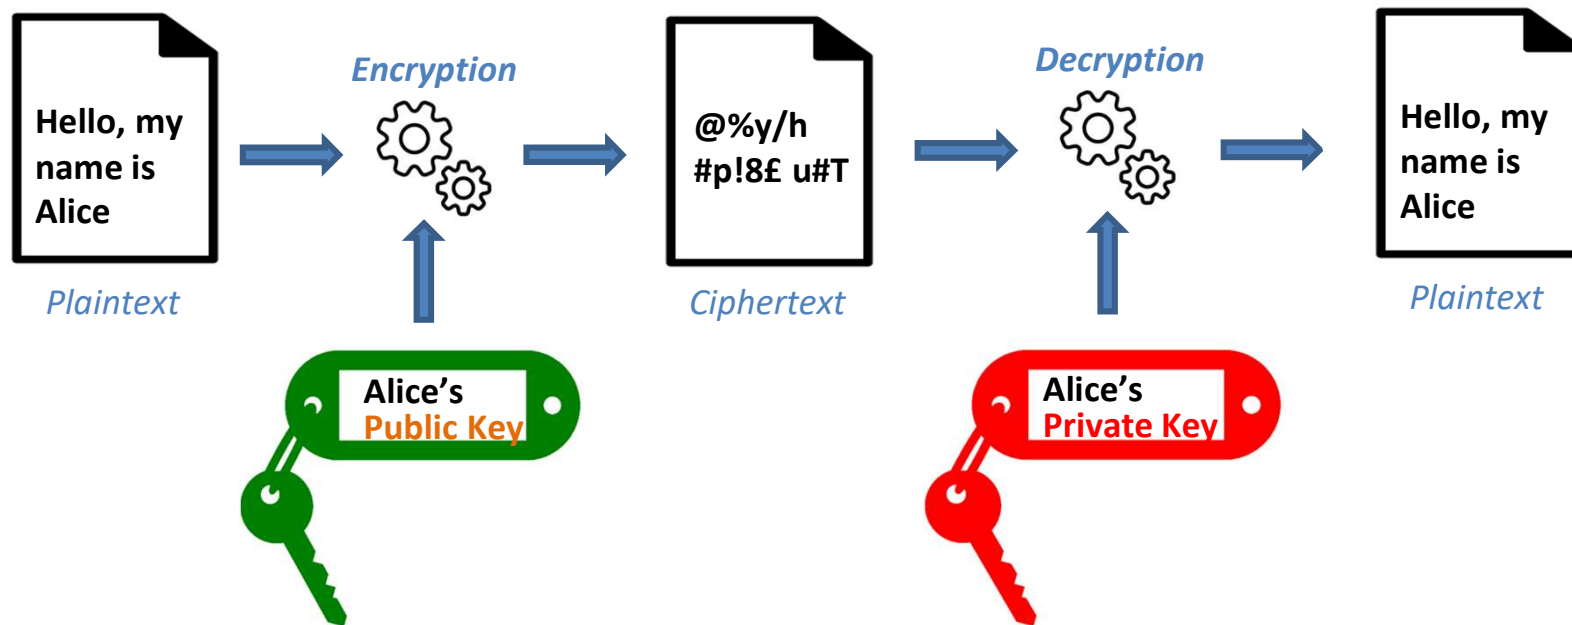 Hello, my
name is
Alice
Plaintext
Encryption
@%y/h
#p!8£ u#T
Ciphertext
Decryption
Hello, my
name is
Alice
Plaintext
Alice’s
Public Key
Alice’s
Private Key